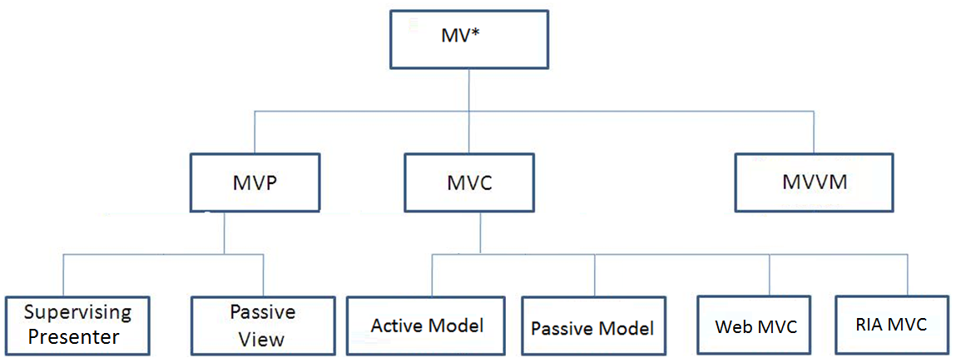 MV*
MVP
MVC
MVVM
Supervising
Presenter
Passive
View
Active Model
Passive Model
Web MVC
RIA MVC